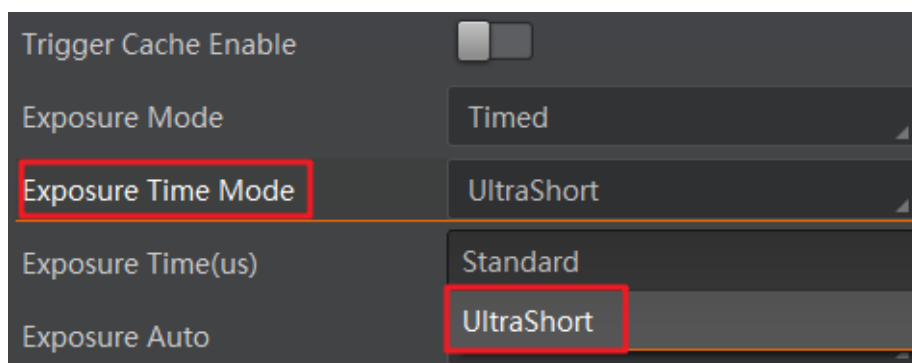 Trigger Cache Enable
Exposure Mode Timed
Exposure Time Mode UltraShort
Exposure Time(us) Standard
UltraShort
Exposure Auto